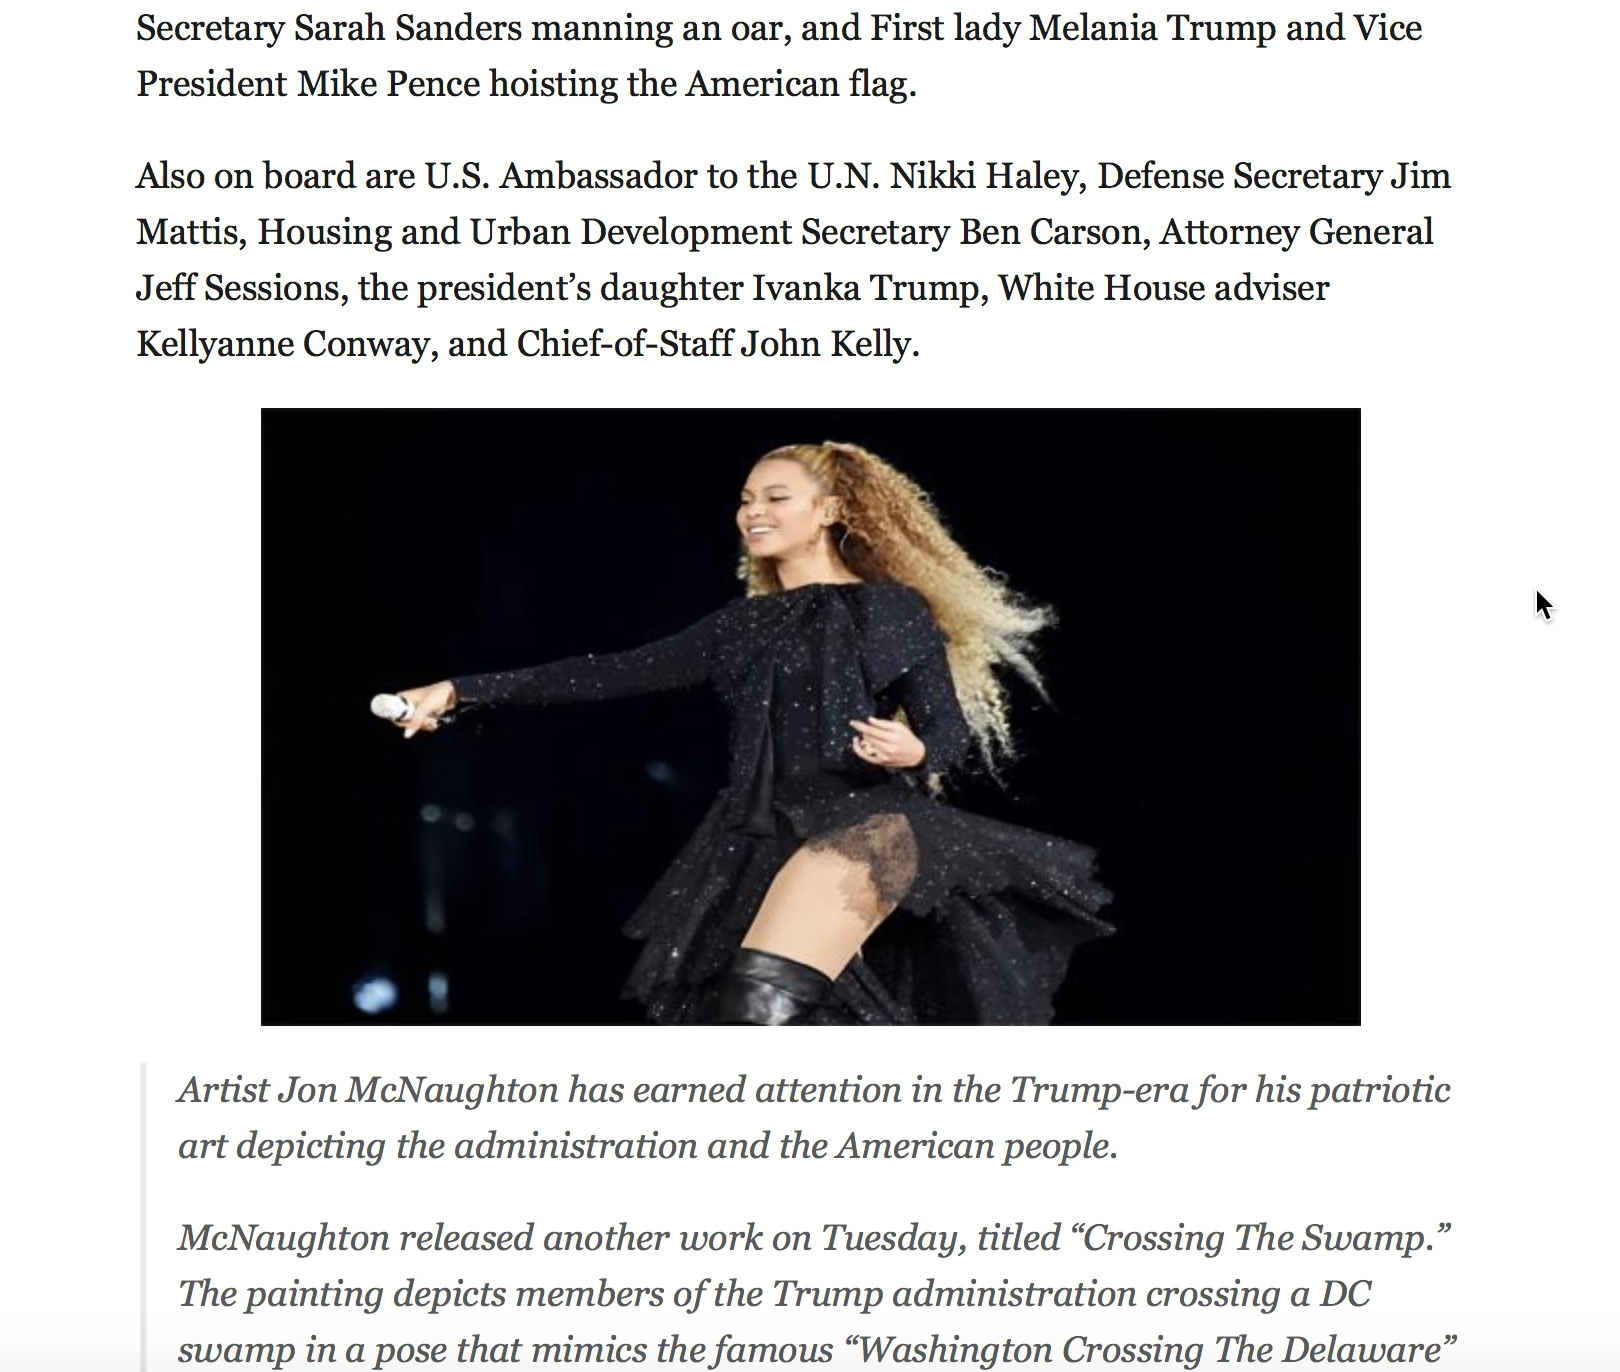 Secretary Sarah Sanders manning an oar, and First lady Melania Trump and Vice
President Mike Pence hoisting the American flag.
Also on board are U.S. Ambassador to the U.N. Nikki Haley, Defense Secretary Jim
Mattis, Housing and Urban Development Secretary Ben Carson, Attorney General
Jeff Sessions, the president’s daughter Ivanka Trump, White House adviser
Kellyanne Conway, and Chief-of-Staff John Kelly.
Artist Jon McNaughton has earned attention in the Trump-era for his patriotic
art depicting the administration and the American people.
McNaughton released another work on Tuesday, titled “Crossing The Swamp.”
The painting depicts members of the Trump administration crossing a DC
swamp in a pose that mimics the famous “Washington Crossing The Delaware”